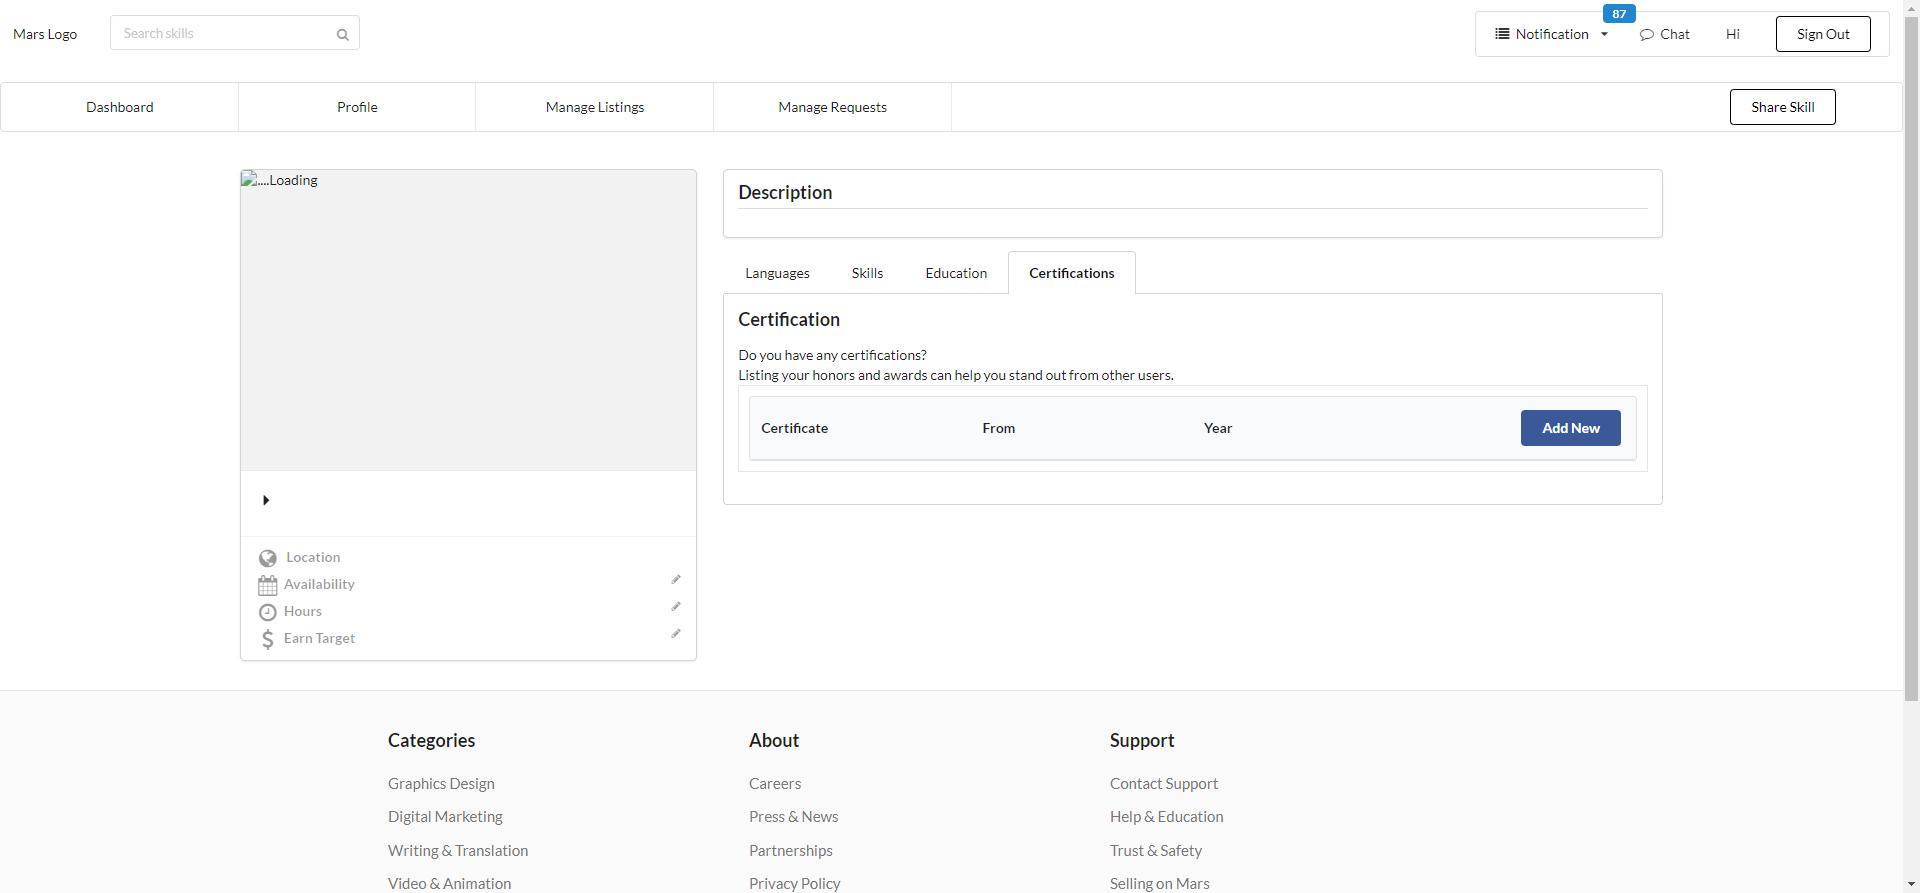 Mars Logo
Search skills
87
Notification
Chat
Hi
Sign Out
Dashboard
Profile
Manage Listings
Manage Requests
Share Skill
....Loading
Location
Availability
Hours
Earn Target
Description
Languages
Skills
Education
Certifications
Certification
Do you have any certifications?
Listing your honors and awards can help you stand out from other users.
Certificate
From
Year
Add New
Categories
Graphics Design
Digital Marketing
Writing & Translation
Video & Animation
About
Careers
Press & News
Partnerships
Privacy Policy
Support
Contact Support
Help & Education
Trust & Safety
Selling on Mars